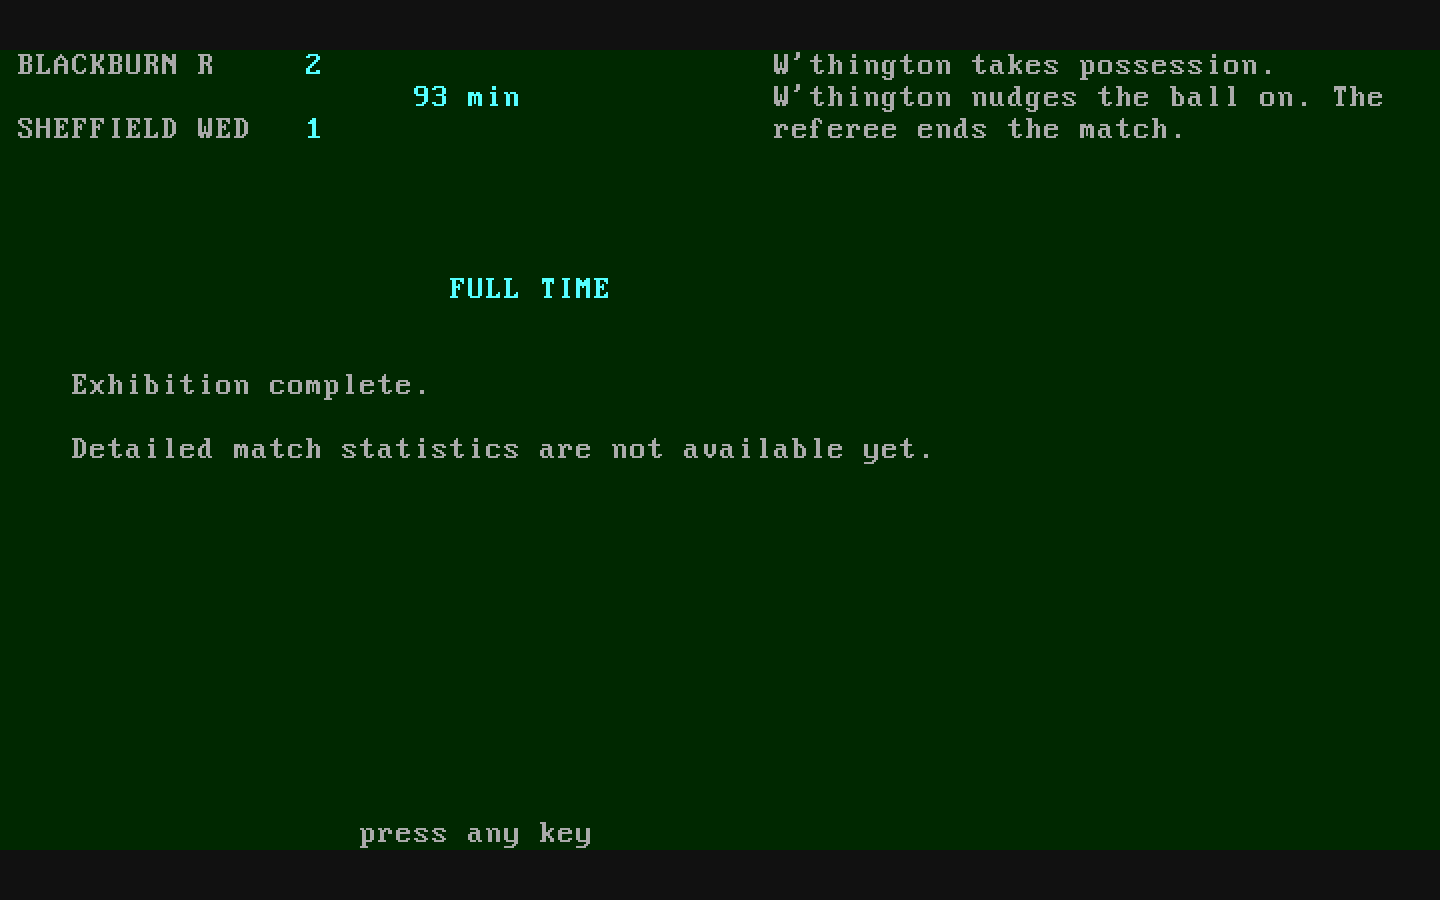 BLACKBURN R 2
93 min
SHEFFIELD WED 1
W'thington takes possession.
W'thington nudges the ball on. The
referee ends the match.
FULL TIME
Exhibition complete.
Detailed match statistics are not available yet.
press any key